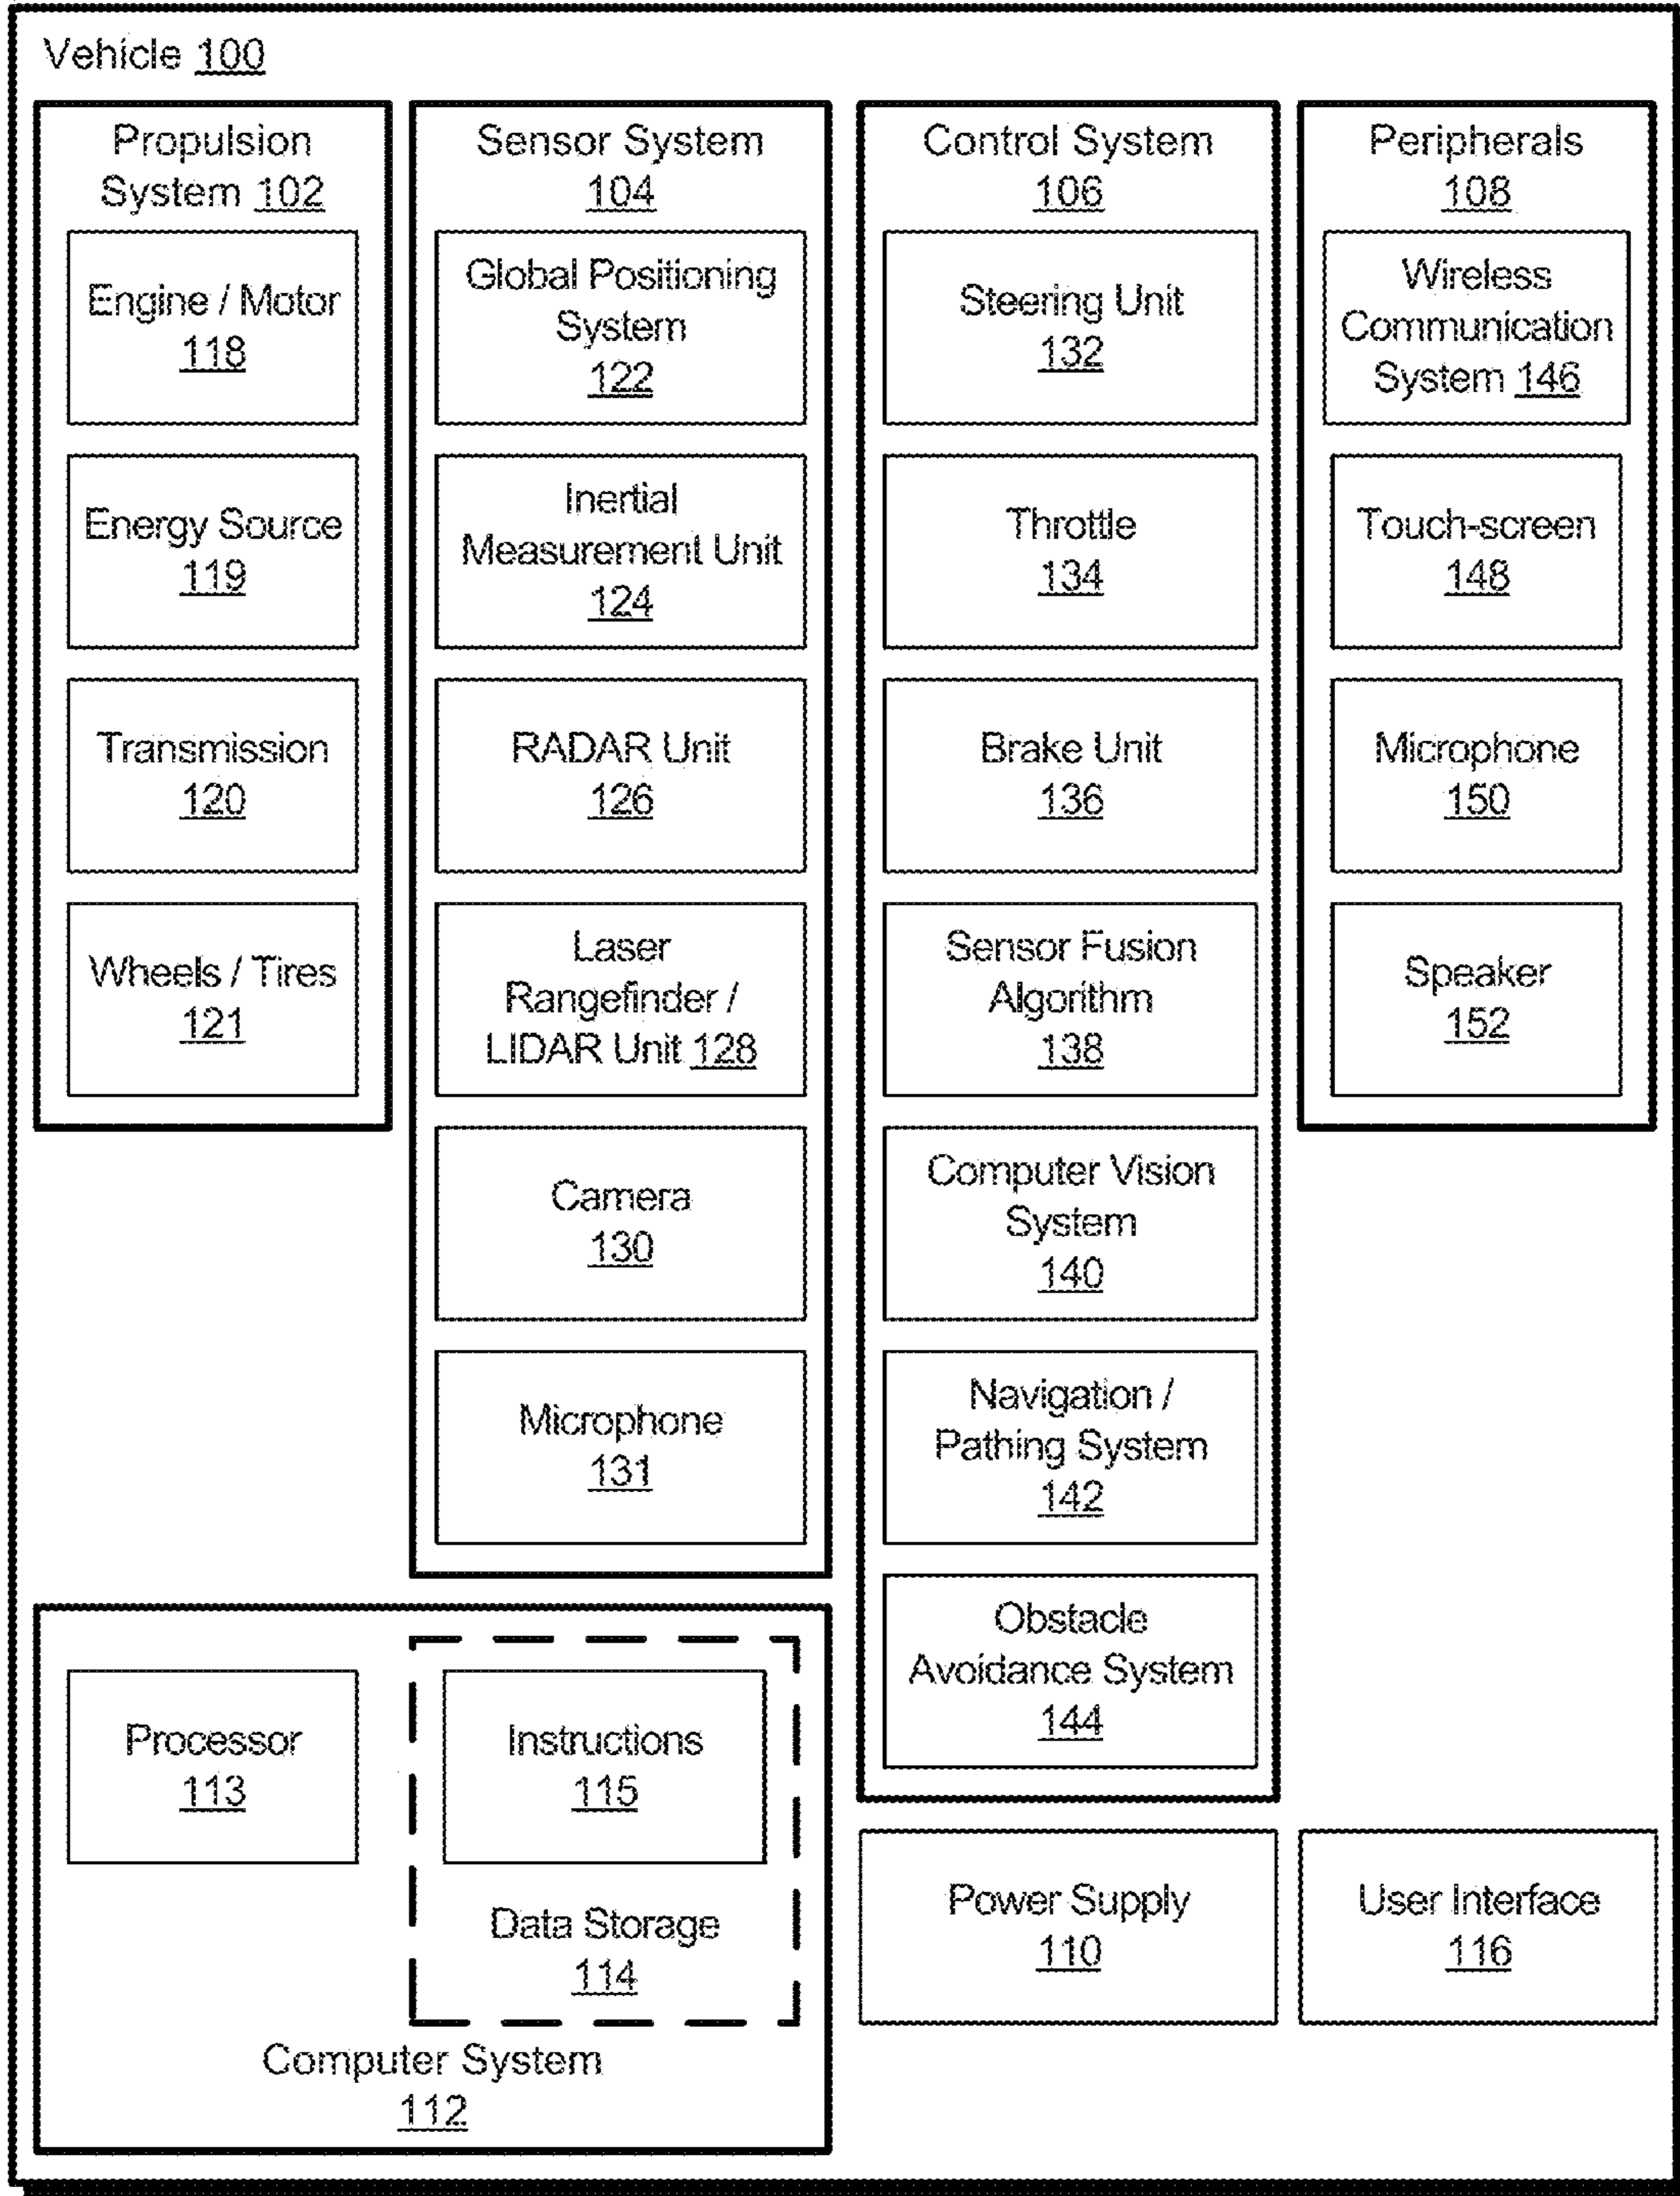 Vehicle 100
Propulsion
System 102
Engine / Motor
118
Energy Source
119
Transmission
120
Wheels / Tires
121
Sensor System
104
Global Positioning
System
122
Inertial
Measurement Unit
124
RADAR Unit
126
Laser
Rangefinder /
LIDAR Unit 128
Camera
130
Microphone
131
Control System
106
Steering Unit
132
Throttle
134
Brake Unit
136
Sensor Fusion
Algorithm
138
Computer Vision
System
140
Navigation /
Pathing System
142
Obstacle
Avoidance System
144
Peripherals
108
Wireless
Communication
System 146
Touch-screen
148
Microphone
150
Speaker
152
Processor
113
Instructions
115
Data Storage
114
Computer System
112
Power Supply
110
User Interface
116